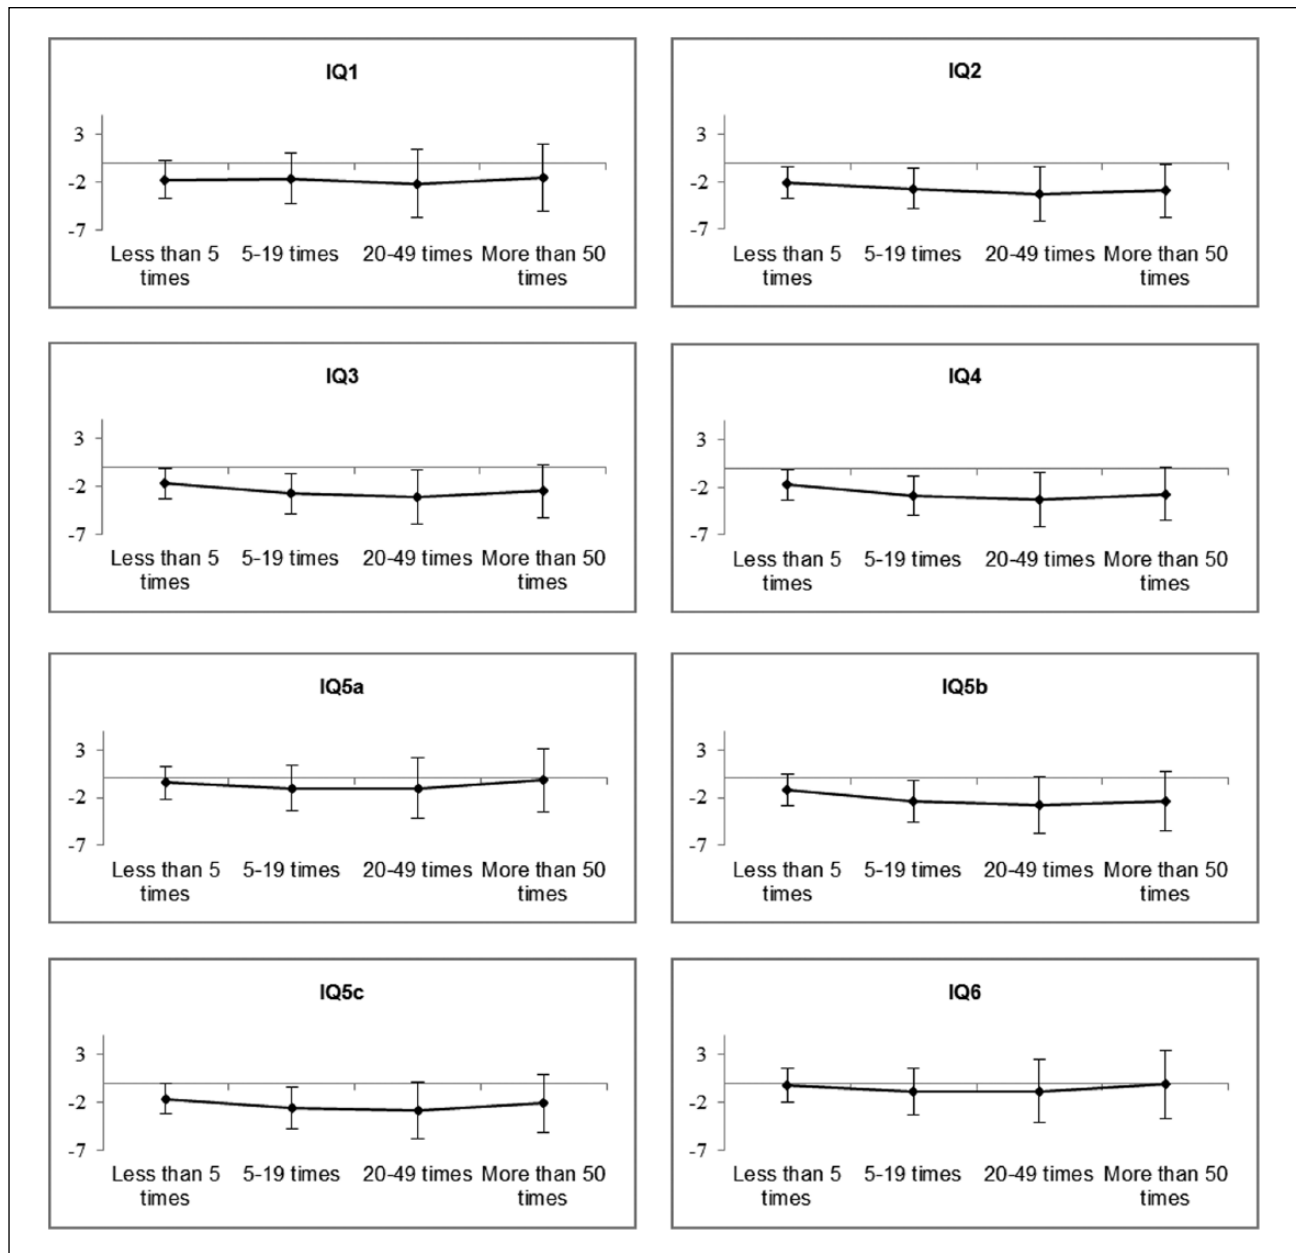 IQ1
3
-2
-7
Less than 5 times
5-19 times
20-49 times
More than 50 times
IQ2
3
-2
-7
Less than 5 times
5-19 times
20-49 times
More than 50 times
IQ3
3
-2
-7
Less than 5 times
5-19 times
20-49 times
More than 50 times
IQ4
3
-2
-7
Less than 5 times
5-19 times
20-49 times
More than 50 times
IQ5a
3
-2
-7
Less than 5 times
5-19 times
20-49 times
More than 50 times
IQ5b
3
-2
-7
Less than 5 times
5-19 times
20-49 times
More than 50 times
IQ5c
3
-2
-7
Less than 5 times
5-19 times
20-49 times
More than 50 times
IQ6
3
-2
-7
Less than 5 times
5-19 times
20-49 times
More than 50 times